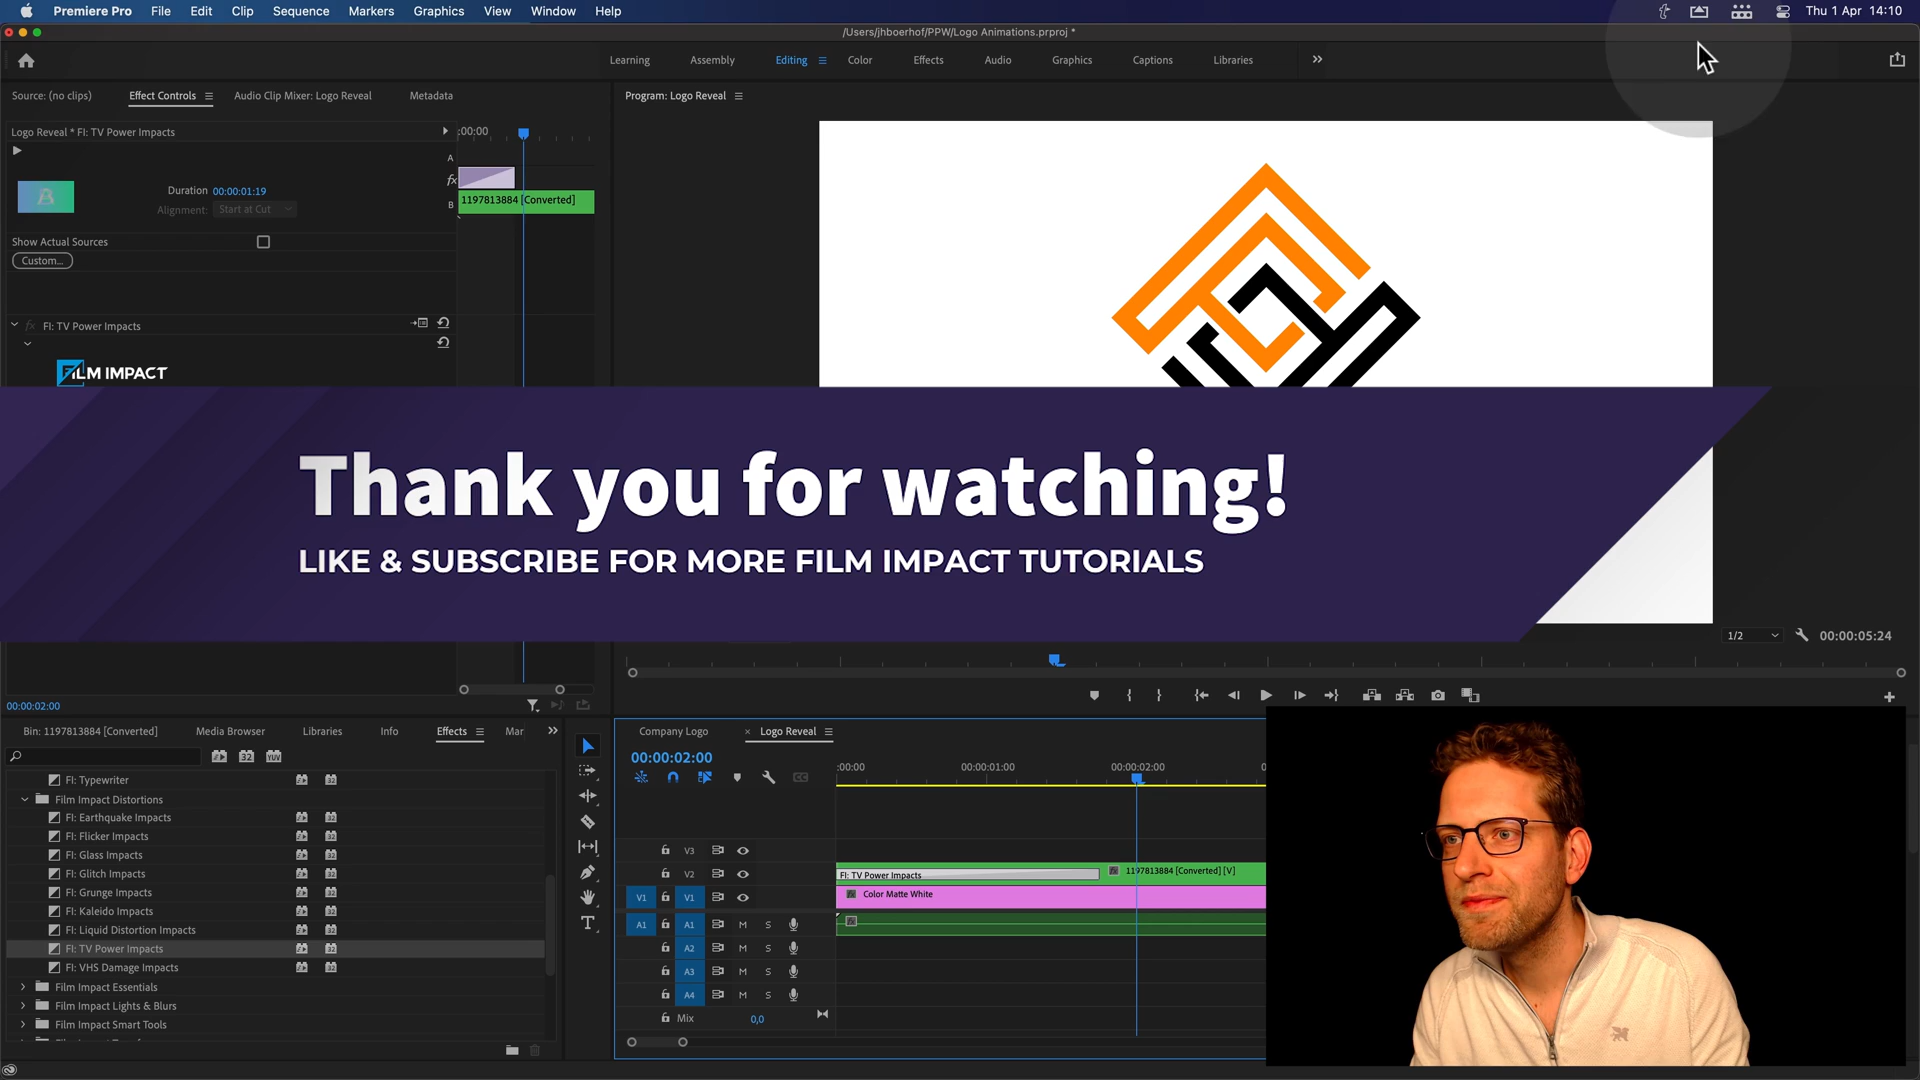 Premiere Pro File Edit Clip Sequence Markers Graphics View Window Help Thu 1 Apr 14:10
/Users/jhboerhof/PPW/Logo Animations.prproj *
Learning Assembly Editing Color Effects Audio Graphics Captions Libraries
Source: (no clips) Effect Controls Audio Clip Mixer: Logo Reveal Metadata
Program: Logo Reveal
Logo Reveal * FI: TV Power Impacts
:00:00
A
fx
B
1197813884 [Converted]
Duration 00:00:01:19
Alignment: Start at Cut
Show Actual Sources
Custom...
fx FI: TV Power Impacts
FILM IMPACT
Thank you for watching!
LIKE & SUBSCRIBE FOR MORE FILM IMPACT TUTORIALS
1/2 00:00:05:24
00:00:02:00
Bin: 1197813884 [Converted] Media Browser Libraries Info Effects Mar
FI: Typewriter
Film Impact Distortions
FI: Earthquake Impacts
FI: Flicker Impacts
FI: Glass Impacts
FI: Glitch Impacts
FI: Grunge Impacts
FI: Kaleido Impacts
FI: Liquid Distortion Impacts
FI: TV Power Impacts
FI: VHS Damage Impacts
Film Impact Essentials
Film Impact Lights & Blurs
Film Impact Smart Tools
Company Logo × Logo Reveal
00:00:02:00
:00:00 00:00:01:00 00:00:02:00
V3
V2 FI: TV Power Impacts 1197813884 [Converted] [V]
V1 V1 Color Matte White
A1 A1 M S
A2 M S
A3 M S
A4 M S
Mix 0,0